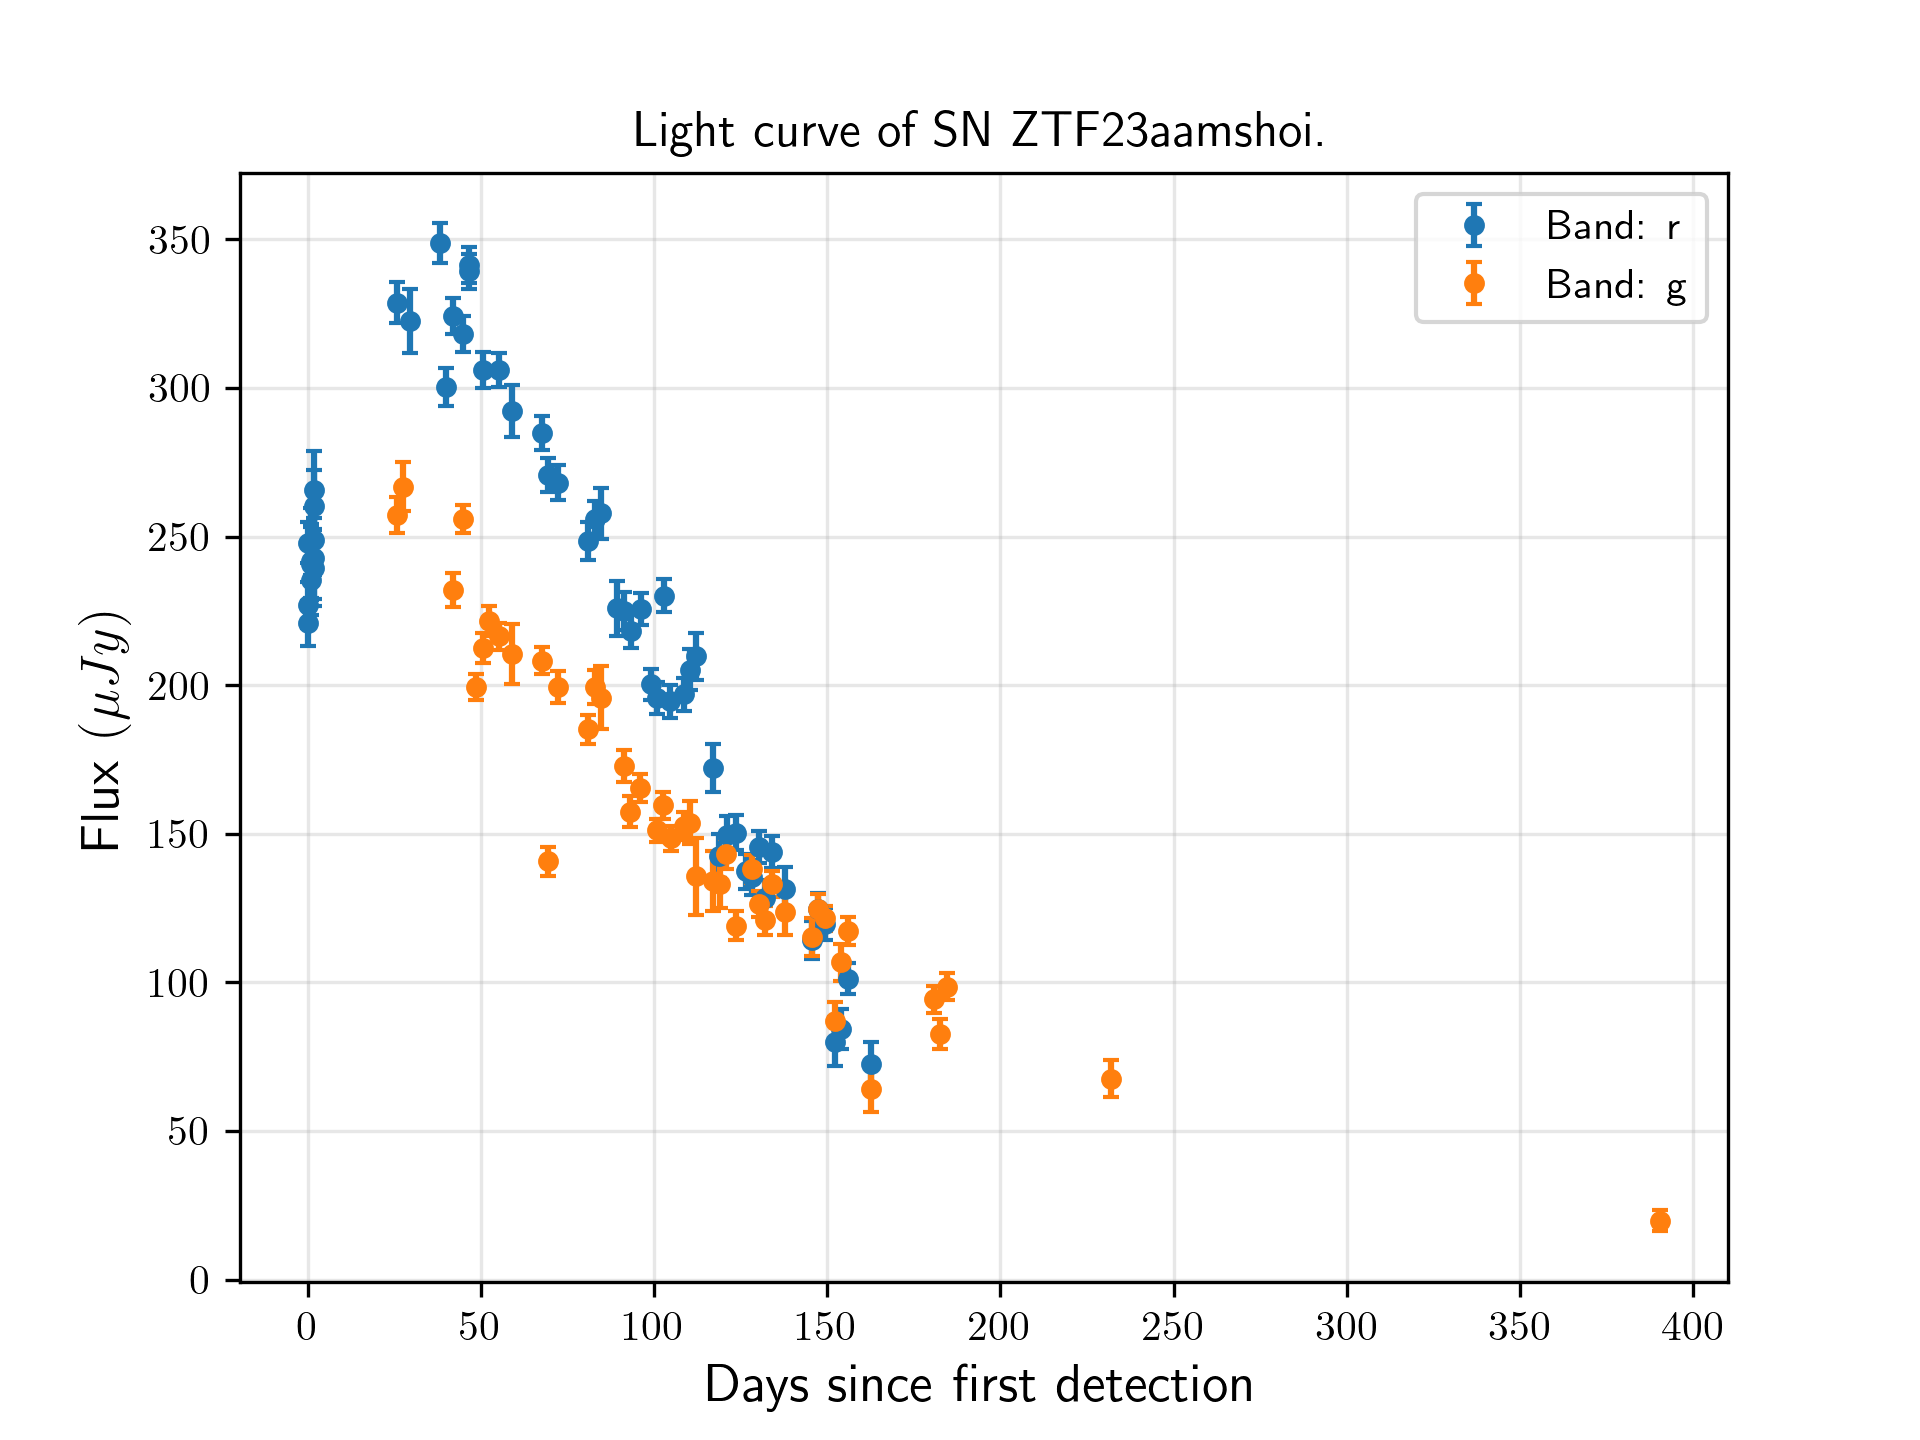 Light curve of SN ZTF23aamshoi.
Band: r
Band: g
350
300
250
200
150
100
50
0
Flux (μJy)
0 50 100 150 200 250 300 350 400
Days since first detection